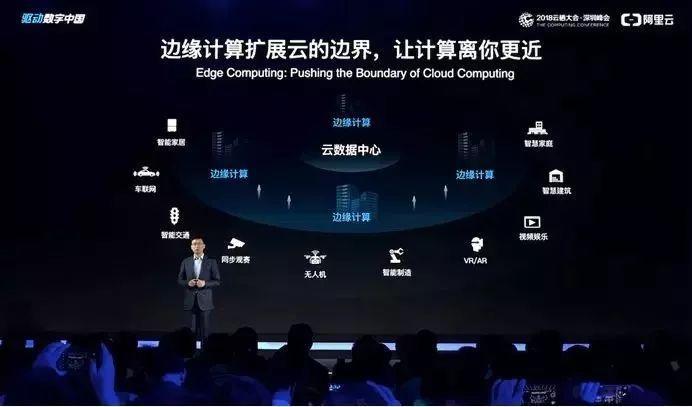 驱动数字中国
2018云栖大会·深圳峰会
THE COMPUTING CONFERENCE
阿里云
边缘计算扩展云的边界，让计算离你更近
Edge Computing: Pushing the Boundary of Cloud Computing
边缘计算
云数据中心
边缘计算
边缘计算
边缘计算
智能家居
智慧家庭
车联网
智慧建筑
智能交通
视频娱乐
同步观赛
无人机
智能制造
VR/AR